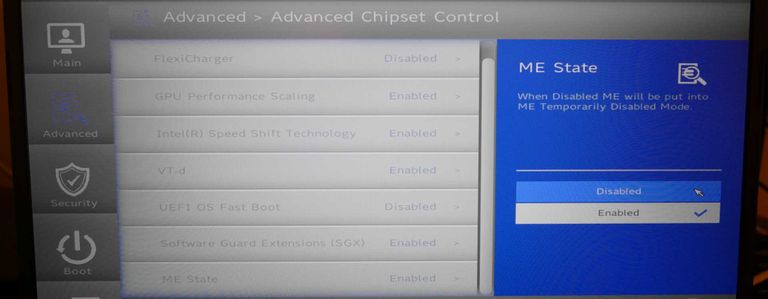 Advanced > Advanced Chipset Control
Main
Advanced
Security
Boot
FlexiCharger Disabled >
GPU Performance Scaling Enabled >
Intel(R) Speed Shift Technology Enabled >
VT-d Enabled >
UEFI OS Fast Boot Disabled >
Software Guard Extensions (SGX) Enabled >
ME State Enabled >
ME State
When Disabled ME will be put into
ME Temporarily Disabled Mode.
Disabled
Enabled